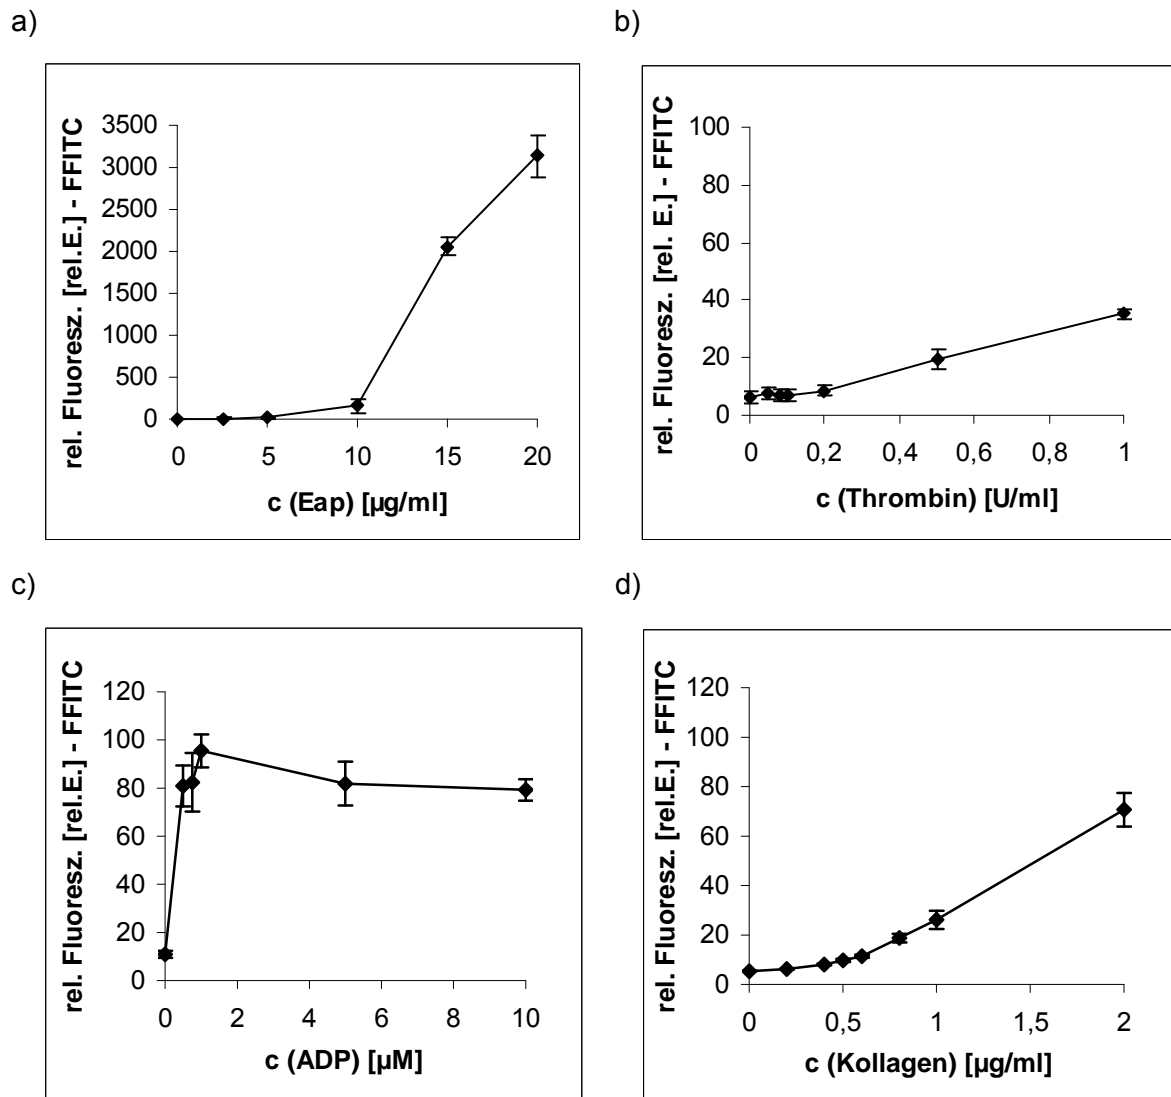 a)
rel. Fluoresz. [rel.E.] - FFITC
3500
3000
2500
2000
1500
1000
500
0
0 5 10 15 20
c (Eap) [µg/ml]
b)
rel. Fluoresz. [rel. E.] - FFITC
100
80
60
40
20
0
0 0,2 0,4 0,6 0,8 1
c (Thrombin) [U/ml]
c)
rel. Fluoresz. [rel.E.] - FFITC
120
100
80
60
40
20
0
0 2 4 6 8 10
c (ADP) [µM]
d)
rel. Fluoresz. [rel.E.] - FFITC
120
100
80
60
40
20
0
0 0,5 1 1,5 2
c (Kollagen) [µg/ml]